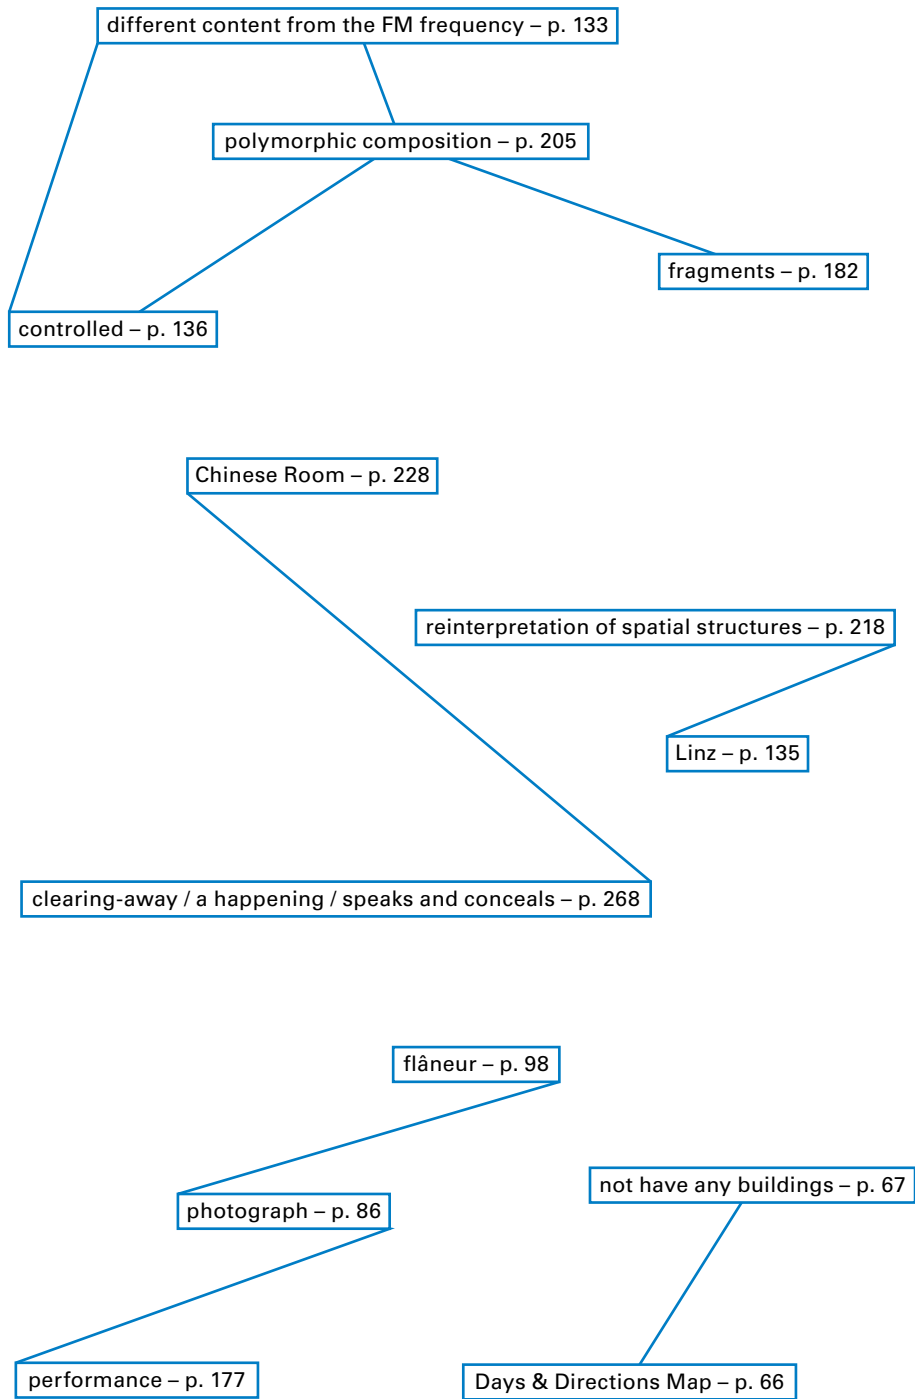 different content from the FM frequency – p. 133
polymorphic composition – p. 205
fragments – p. 182
controlled – p. 136
Chinese Room – p. 228
reinterpretation of spatial structures – p. 218
Linz – p. 135
clearing-away / a happening / speaks and conceals – p. 268
flâneur – p. 98
not have any buildings – p. 67
photograph – p. 86
performance – p. 177
Days & Directions Map – p. 66